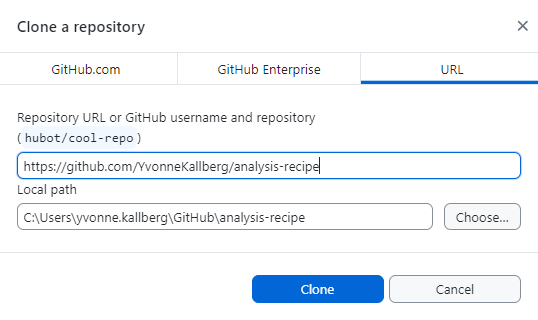 Clone a repository
GitHub.com
GitHub Enterprise
URL
Repository URL or GitHub username and repository
(hubot/cool-repo)
https://github.com/YvonneKallberg/analysis-recipe
Local path
C:\Users\yvonne.kallberg\GitHub\analysis-recipe
Choose...
Clone
Cancel